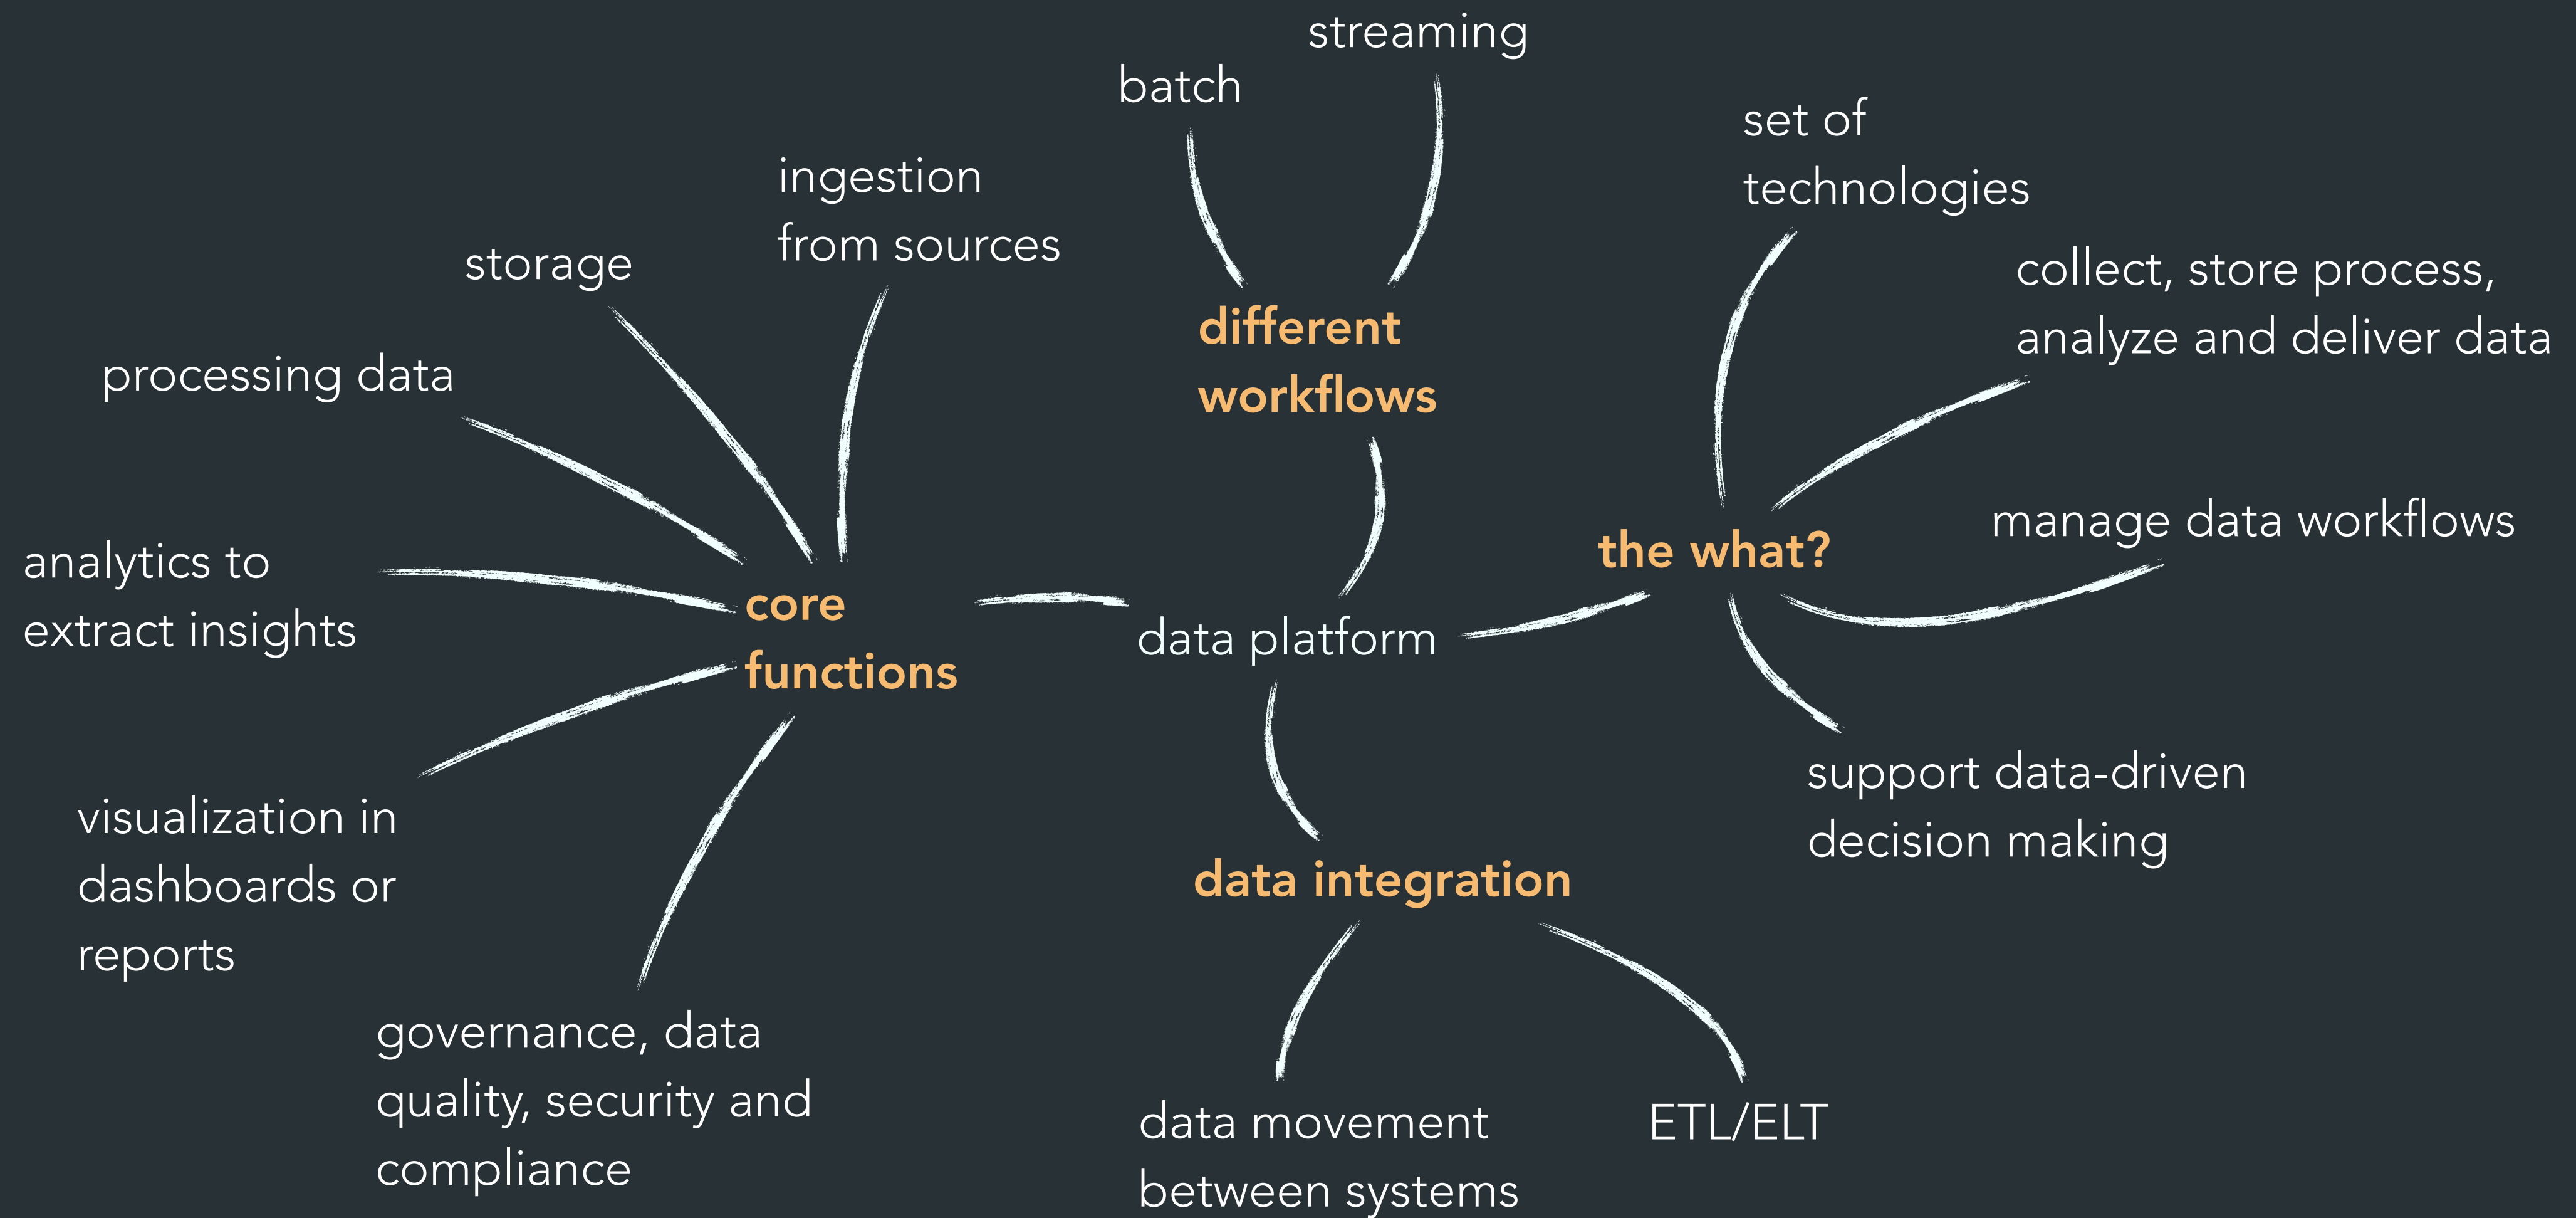 streaming
batch
set of
technologies
ingestion
from sources
storage
collect, store process,
analyze and deliver data
different
workflows
processing data
manage data workflows
the what?
analytics to
extract insights
core
functions
data platform
support data-driven
decision making
visualization in
dashboards or
reports
data integration
governance, data
quality, security and
compliance
data movement
between systems
ETL/ELT